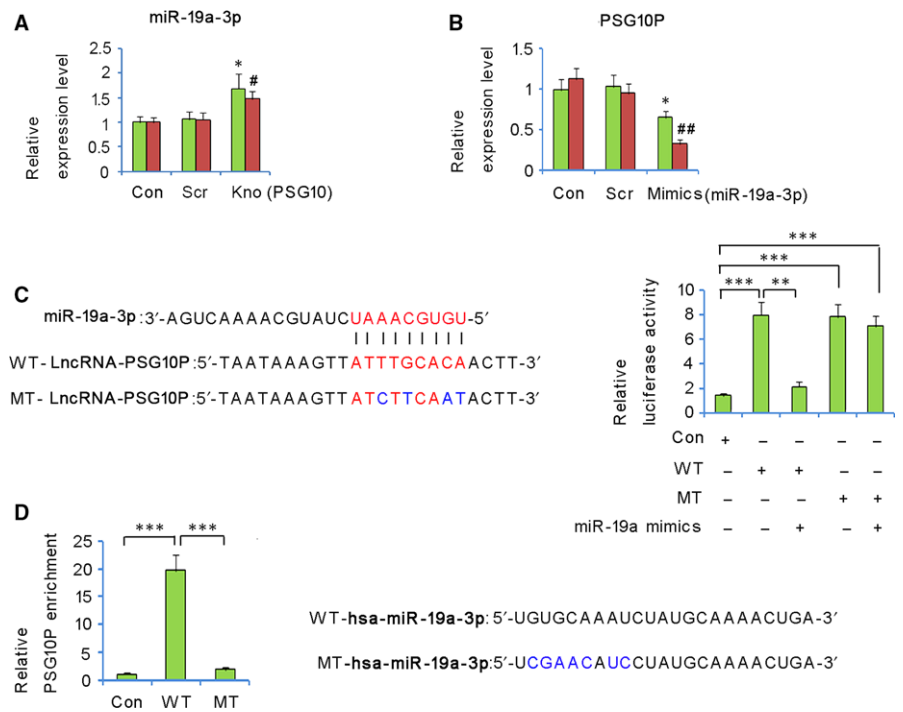 A
miR-19a-3p
Relative
expression level
2.5
2
1.5
1
0.5
0
*
#
Con Scr Kno (PSG10)
B
PSG10P
Relative
expression level
1.5
1
0.5
0
*
##
Con Scr Mimics (miR-19a-3p)
C
miR-19a-3p:3′-AGUCAAAACGUAUCUAAACGUGU-5′
WT- LncRNA-PSG10P:5′-TAATAAAGTTATTTGCACAACTT-3′
MT- LncRNA-PSG10P:5′-TAATAAAGTTATCTTCAATACTT-3′
Relative
luciferase activity
10
8
6
4
2
0
***
***
*** **
Con + – – – –
WT – + + – –
MT – – – + +
miR-19a mimics – – + – +
D
Relative
PSG10P enrichment
25
20
15
10
5
0
*** ***
Con WT MT
WT-hsa-miR-19a-3p:5′-UGUGCAAAUCUAUGCAAAACUGA-3′
MT-hsa-miR-19a-3p:5′-UCGAACAUCCUAUGCAAAACUGA-3′